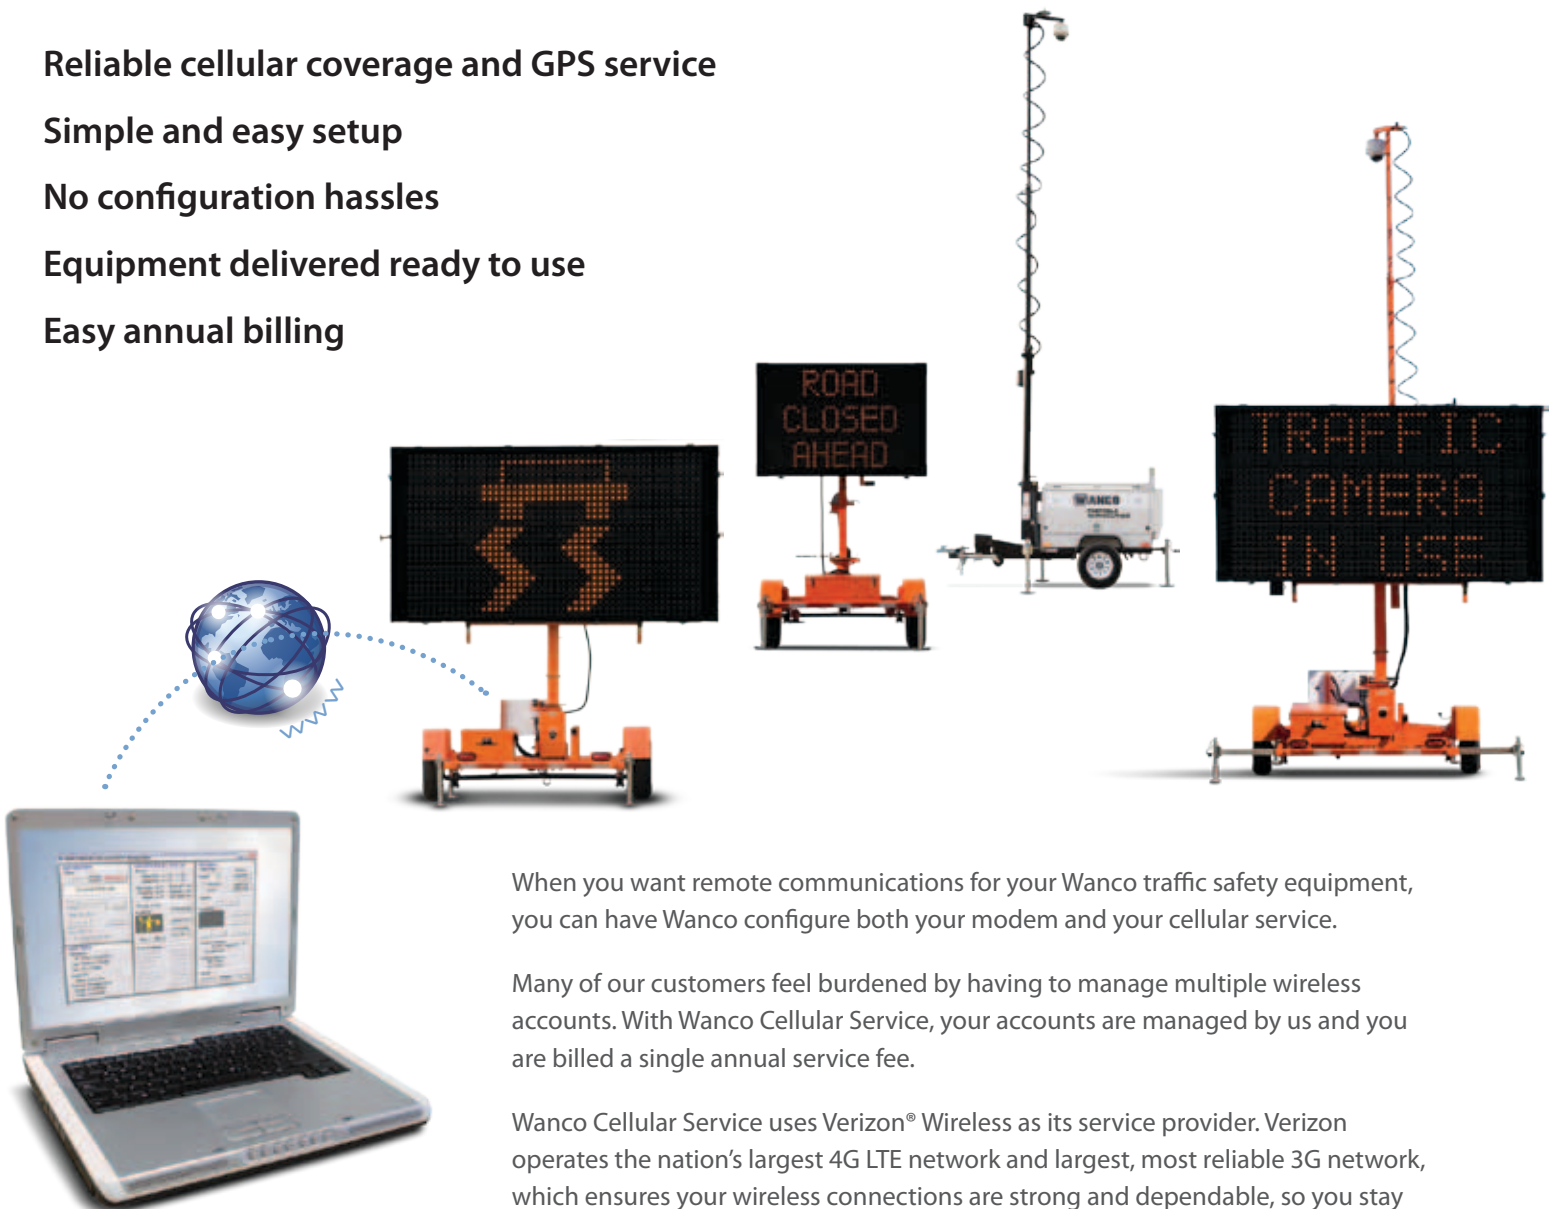 Reliable cellular coverage and GPS service
Simple and easy setup
No configuration hassles
Equipment delivered ready to use
Easy annual billing
ROAD
CLOSED
AHEAD
WANCO
TRAFFIC
CAMERA
IN USE
www
When you want remote communications for your Wanco traffic safety equipment,
you can have Wanco configure both your modem and your cellular service.
Many of our customers feel burdened by having to manage multiple wireless
accounts. With Wanco Cellular Service, your accounts are managed by us and you
are billed a single annual service fee.
Wanco Cellular Service uses Verizon® Wireless as its service provider. Verizon
operates the nation’s largest 4G LTE network and largest, most reliable 3G network,
which ensures your wireless connections are strong and dependable, so you stay